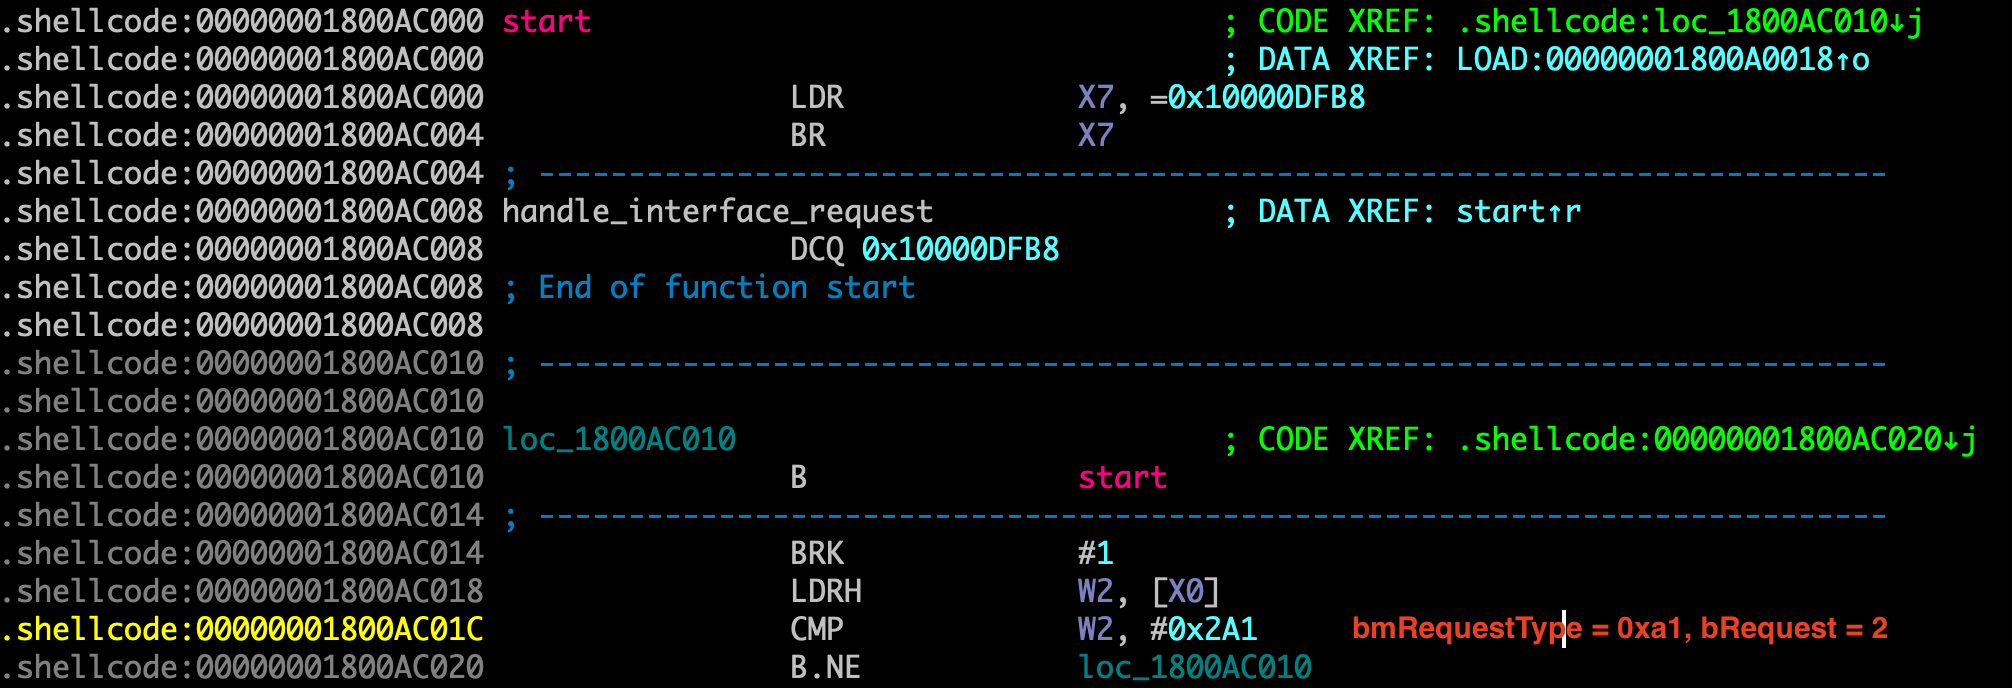 .shellcode:00000001800AC000 start ; CODE XREF: .shellcode:loc_1800AC010↓j
.shellcode:00000001800AC000 ; DATA XREF: LOAD:00000001800A0018↑o
.shellcode:00000001800AC000 LDR X7, =0x10000DFB8
.shellcode:00000001800AC004 BR X7
.shellcode:00000001800AC004 ; ---------------------------------------------------------------------------
.shellcode:00000001800AC008 handle_interface_request ; DATA XREF: start↑r
.shellcode:00000001800AC008 DCQ 0x10000DFB8
.shellcode:00000001800AC008 ; End of function start
.shellcode:00000001800AC008
.shellcode:00000001800AC010 ; ---------------------------------------------------------------------------
.shellcode:00000001800AC010
.shellcode:00000001800AC010 loc_1800AC010 ; CODE XREF: .shellcode:00000001800AC020↓j
.shellcode:00000001800AC010 B start
.shellcode:00000001800AC014 ; ---------------------------------------------------------------------------
.shellcode:00000001800AC014 BRK #1
.shellcode:00000001800AC018 LDRH W2, [X0]
.shellcode:00000001800AC01C CMP W2, #0x2A1 bmRequestType = 0xa1, bRequest = 2
.shellcode:00000001800AC020 B.NE loc_1800AC010